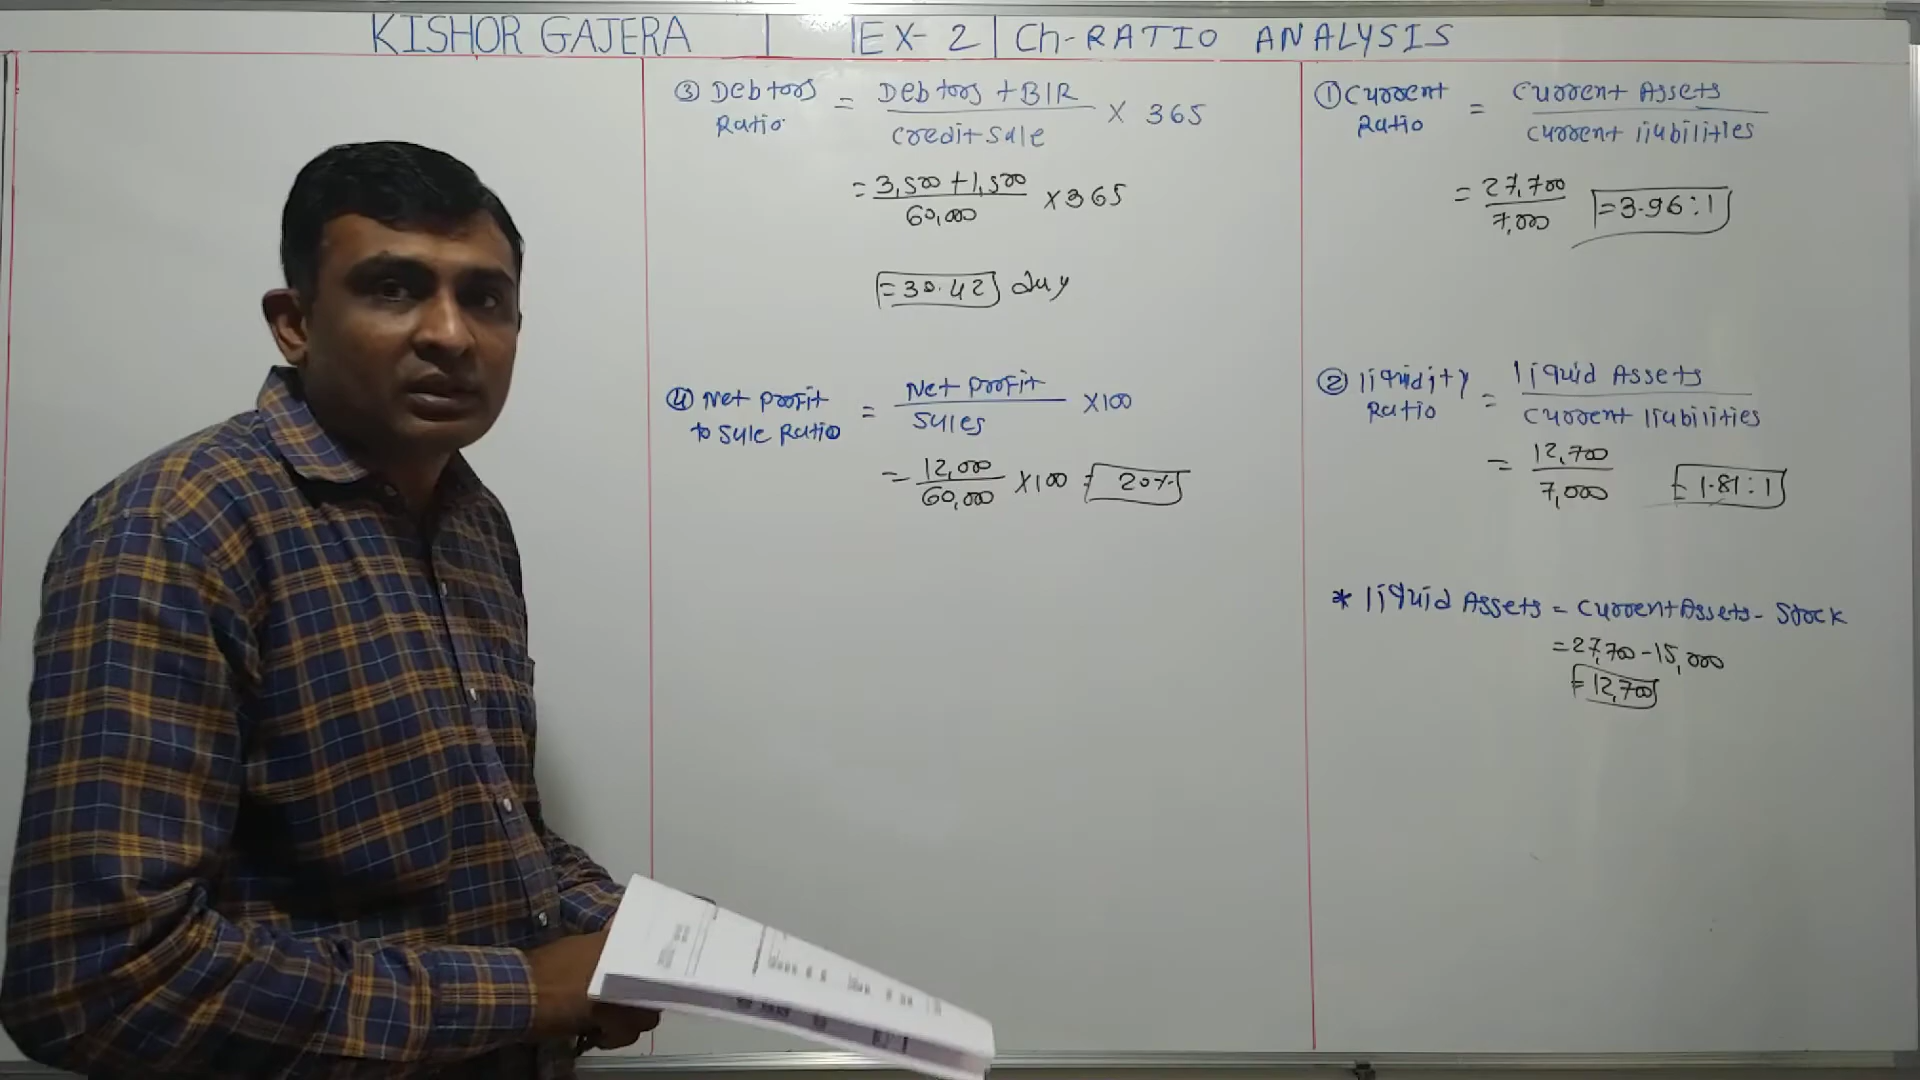 KISHOR GAJERA | EX-2 | Ch-RATIO ANALYSIS
① Current Ratio = Current Assets / Current liabilities
= 27,700 / 7,000 = 3.96:1
② liquidity Ratio = liquid Assets / Current liabilities
= 12,700 / 7,000 = 1.81:1
* liquid Assets = Current Assets - Stock
= 27,700 - 15,000
= 12,700
③ Debtors Ratio = Debtors + B/R / credit sale × 365
= 3,500 + 1,500 / 60,000 × 365
= 30.42 day
④ Net Profit to Sale Ratio = Net Profit / Sales ×100
= 12,000 / 60,000 ×100 = 20%